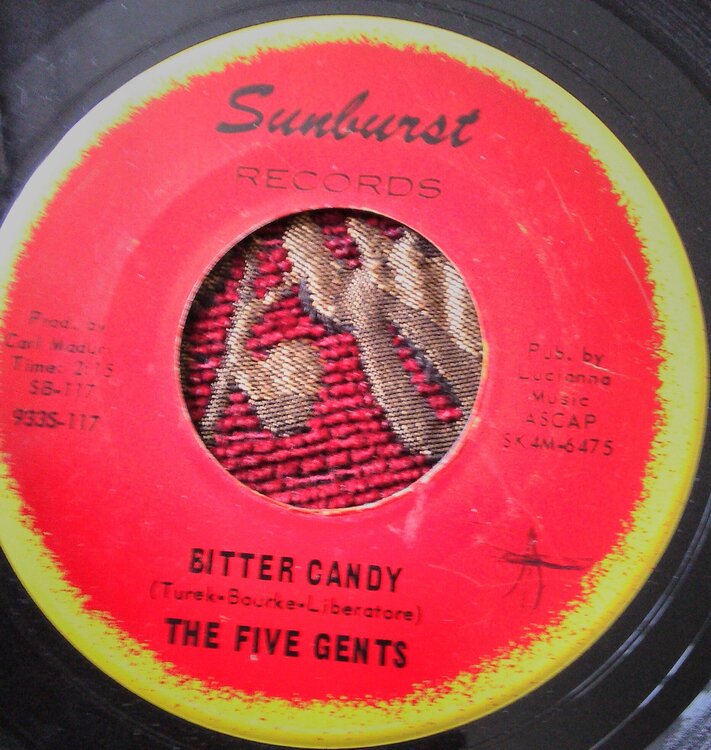 Sunburst
RECORDS
Prod. by
Carl Maduri
Time: 2:15
SB-117
933S-117
Pub. by
Lucianna
Music
ASCAP
SK4M-6475
BITTER CANDY
(Turek-Bourke-Liberatore)
THE FIVE GENTS